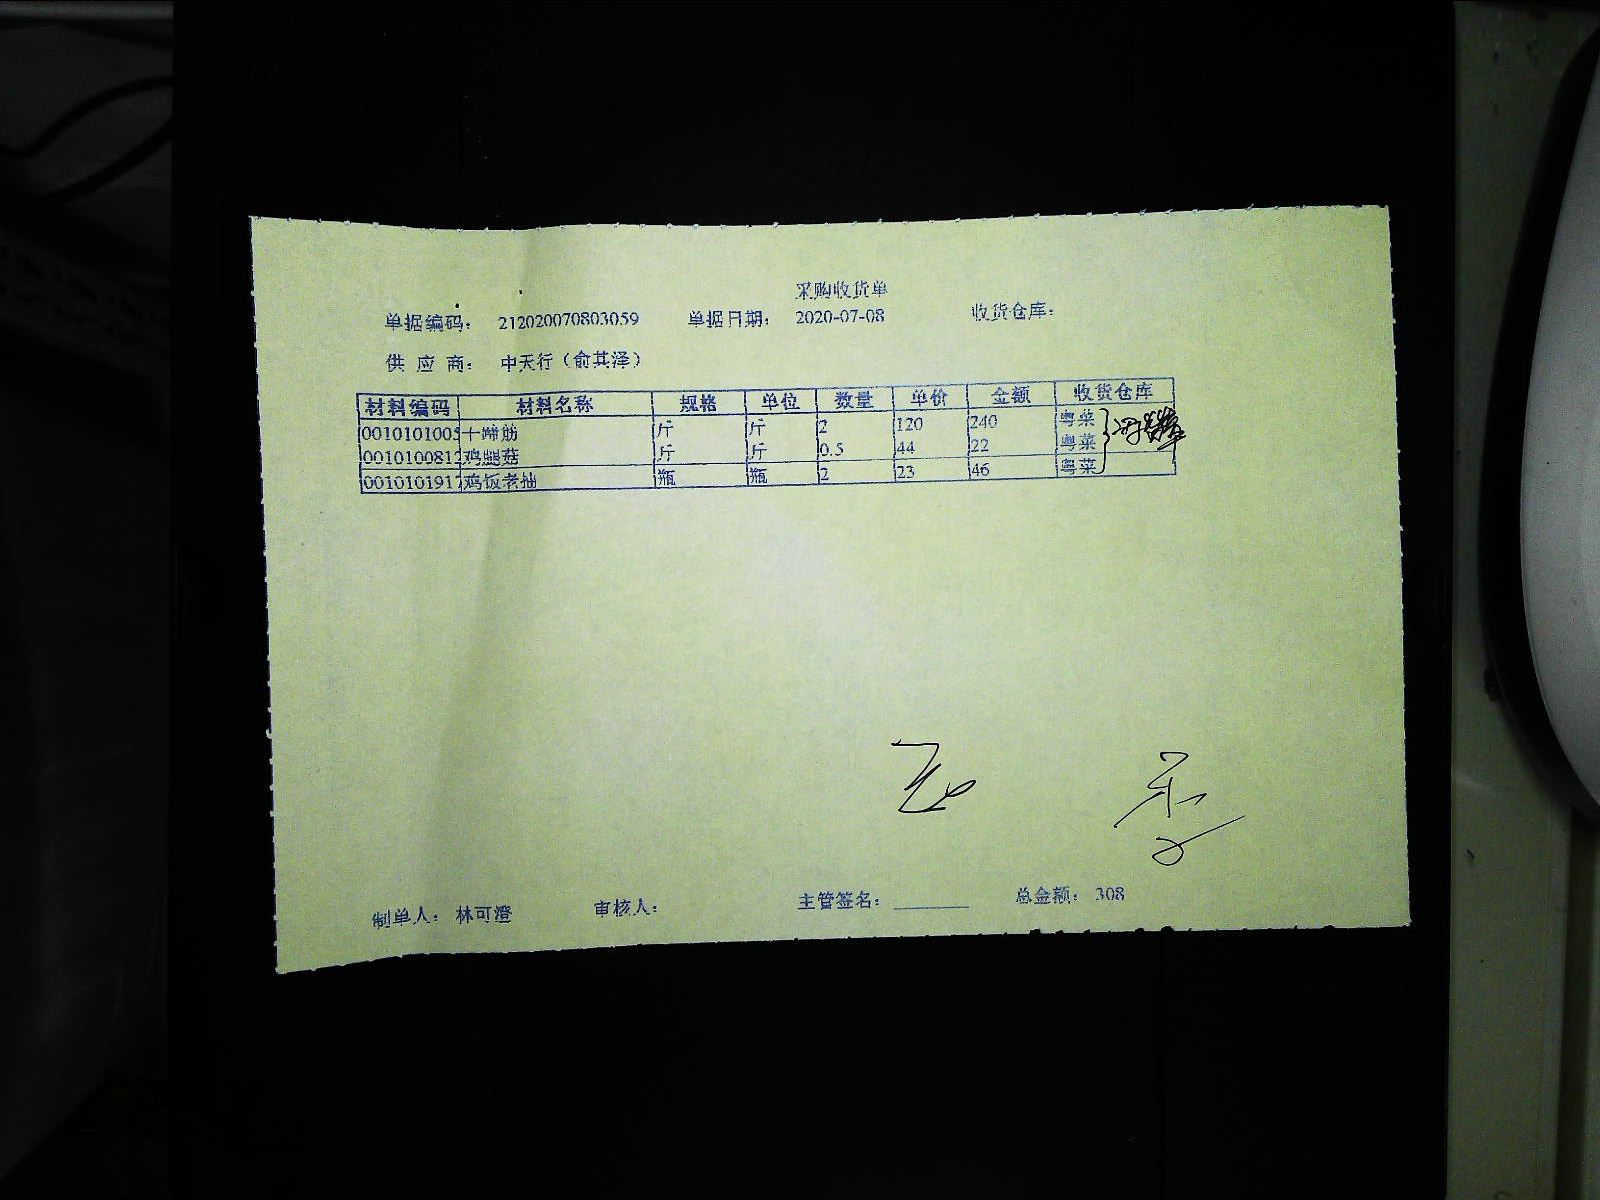 采购收货单
单据编码： 212020070803059 单据日期： 2020-07-08 收货仓库：
供 应 商： 中天行（俞其泽）
材料编码 材料名称 规格 单位 数量 单价 金额 收货仓库
0010101005 干蹄筋 斤 斤 2 120 240 粤菜
0010100812 鸡腿菇 斤 斤 0.5 44 22 粤菜
001010191 鸡饭老抽 瓶 瓶 2 23 46 粤菜
制单人： 林可澄 审核人： 主管签名： 总金额： 308